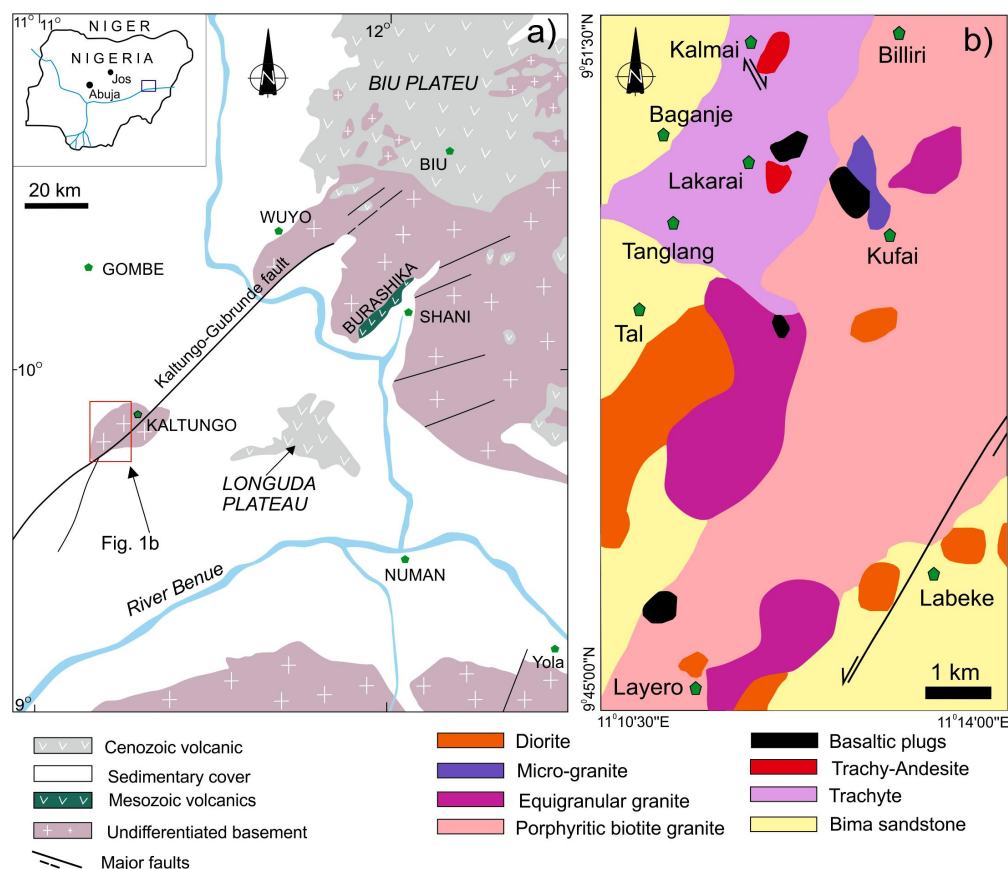 11° 11°
NIGER
NIGERIA
Jos
Abuja
12°
a)
N
BIU PLATEU
BIU
20 km
WUYO
GOMBE
Kaltungo-Gubrunde fault
BURASHIKA
SHANI
10°
KALTUNGO
LONGUDA
PLATEAU
Fig. 1b
River Benue
NUMAN
Yola
9°
b)
9°51'30"N
N
Kalmai
Billiri
Baganje
Lakarai
Tanglang
Kufai
Tal
Labeke
Layero
1 km
9°45'00"N
11°10'30"E
11°14'00"E
Cenozoic volcanic
Sedimentary cover
Mesozoic volcanics
Undifferentiated basement
Maior faults
Diorite
Micro-granite
Equigranular granite
Porphyritic biotite granite
Basaltic plugs
Trachy-Andesite
Trachyte
Bima sandstone